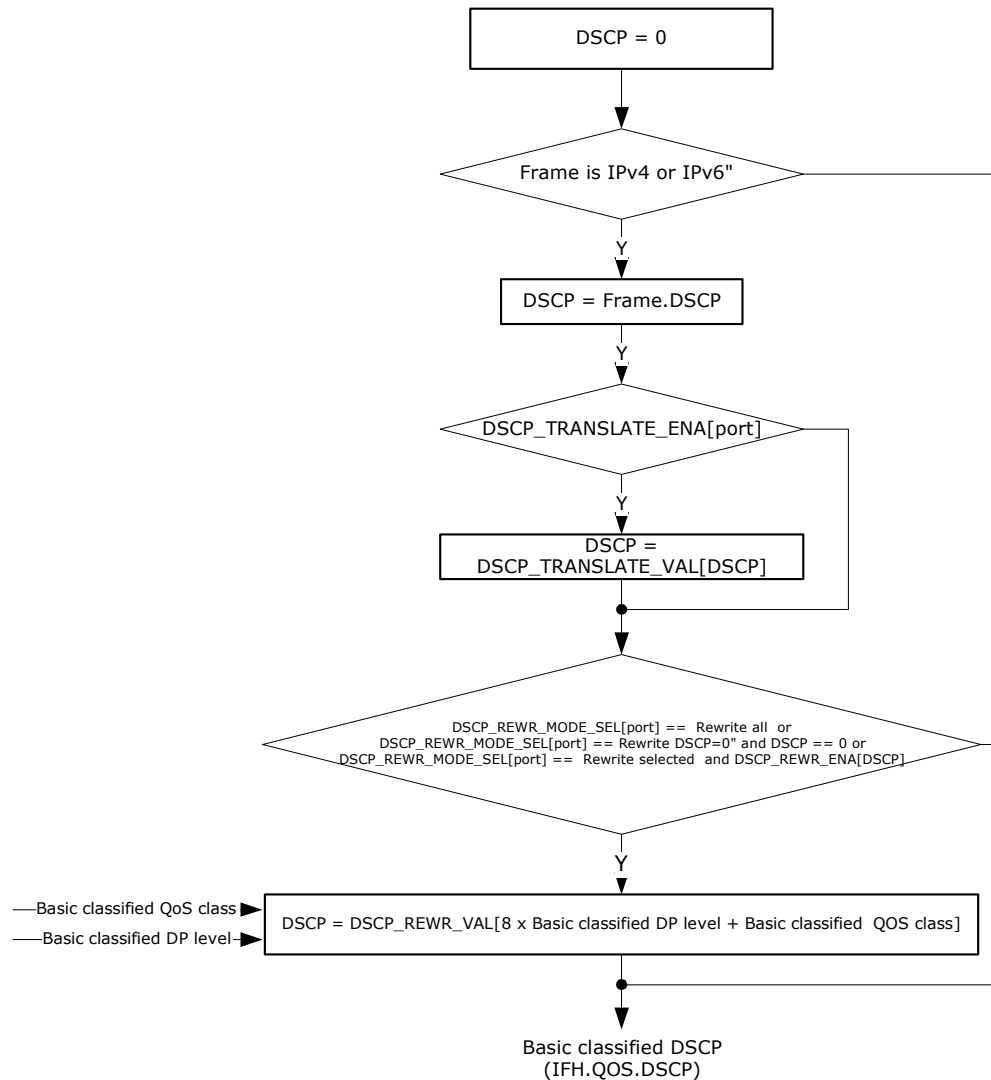 DSCP = 0
Frame is IPv4 or IPv6"
Y
DSCP = Frame.DSCP
Y
DSCP_TRANSLATE_ENA[port]
Y
DSCP =
DSCP_TRANSLATE_VAL[DSCP]
DSCP_REWR_MODE_SEL[port] == Rewrite all or
DSCP_REWR_MODE_SEL[port] == Rewrite DSCP=0" and DSCP == 0 or
DSCP_REWR_MODE_SEL[port] == Rewrite selected and DSCP_REWR_ENA[DSCP]
Y
Basic classified QoS class
Basic classified DP level
DSCP = DSCP_REWR_VAL[8 x Basic classified DP level + Basic classified QOS class]
Basic classified DSCP
(IFH.QOS.DSCP)